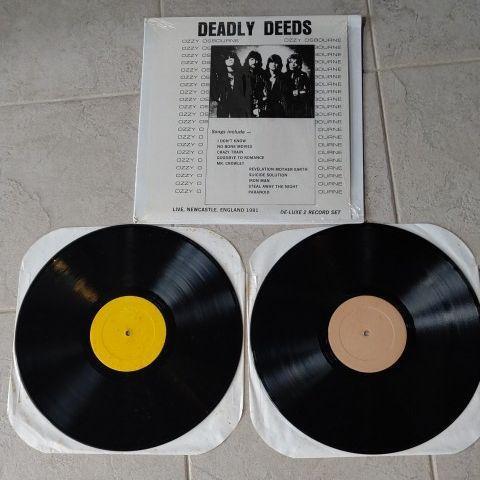 DEADLY DEEDS
OZZY OSBOURNE OZZY OSBOURNE
Songs include —
I DON'T KNOW
NO BONE MOVIES
CRAZY TRAIN
GOODBYE TO ROMANCE
MR. CROWLEY
REVELATION MOTHER EARTH
SUICIDE SOLUTION
IRON MAN
STEAL AWAY THE NIGHT
PARANOID
LIVE, NEWCASTLE, ENGLAND 1981 DE-LUXE 2 RECORD SET